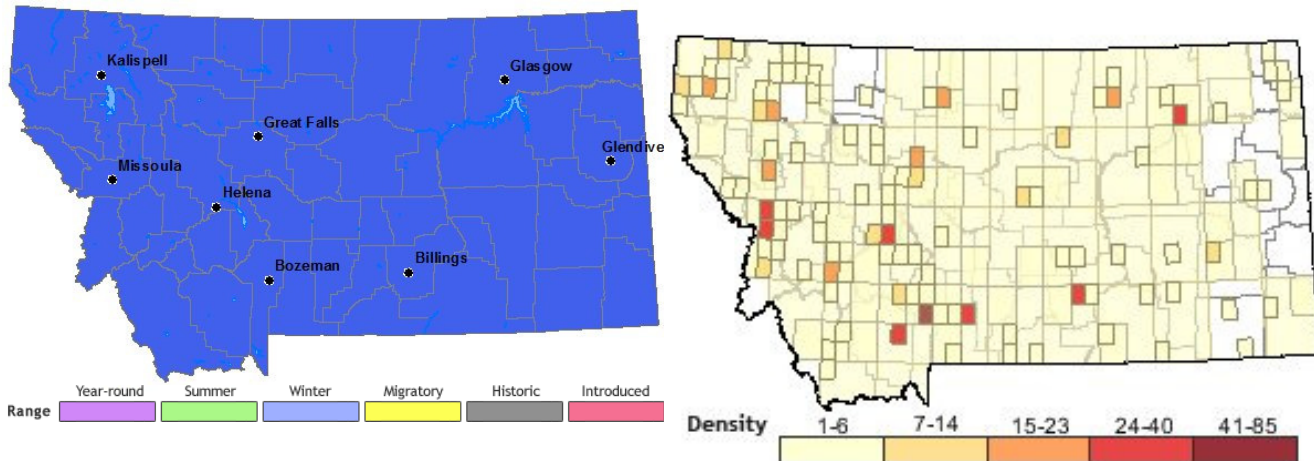 Kalispell
Glasgow
Great Falls
Glendive
Missoula
Helena
Bozeman
Billings
Year-round Summer Winter Migratory Historic Introduced
Range
Density 1-6 7-14 15-23 24-40 41-85